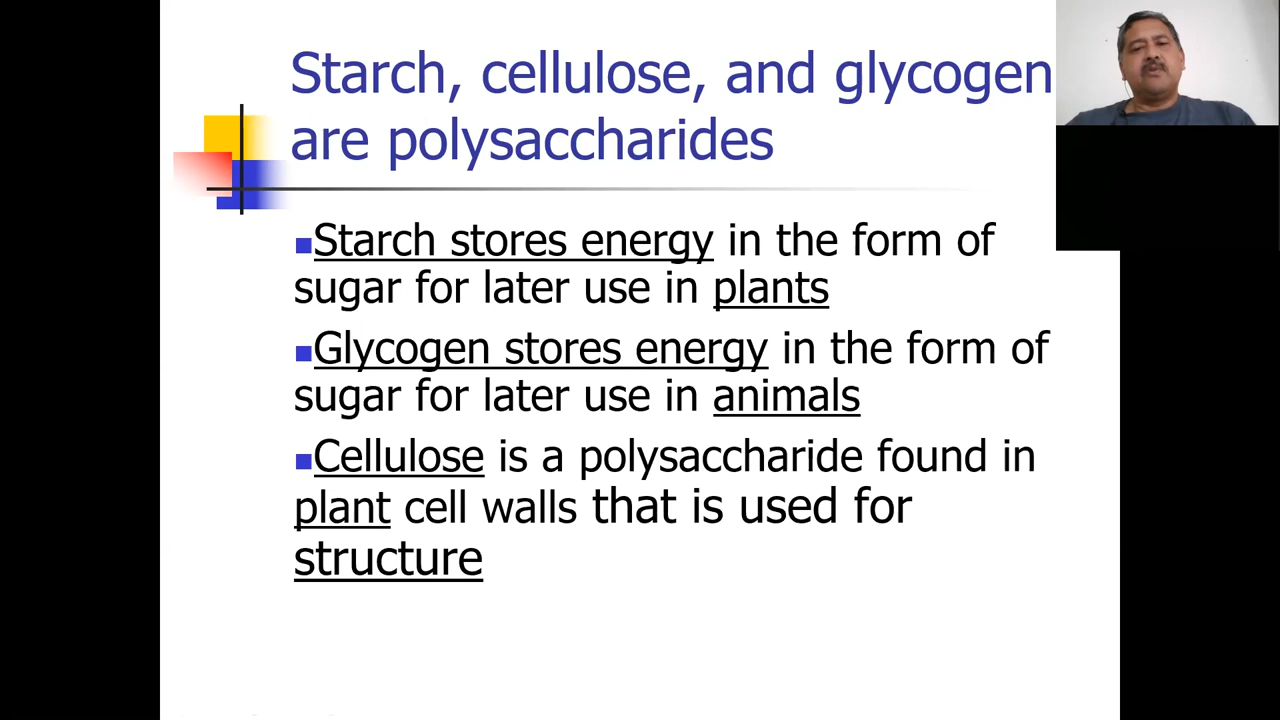 Starch, cellulose, and glycogen
are polysaccharides
Starch stores energy in the form of
sugar for later use in plants
Glycogen stores energy in the form of
sugar for later use in animals
Cellulose is a polysaccharide found in
plant cell walls that is used for
structure